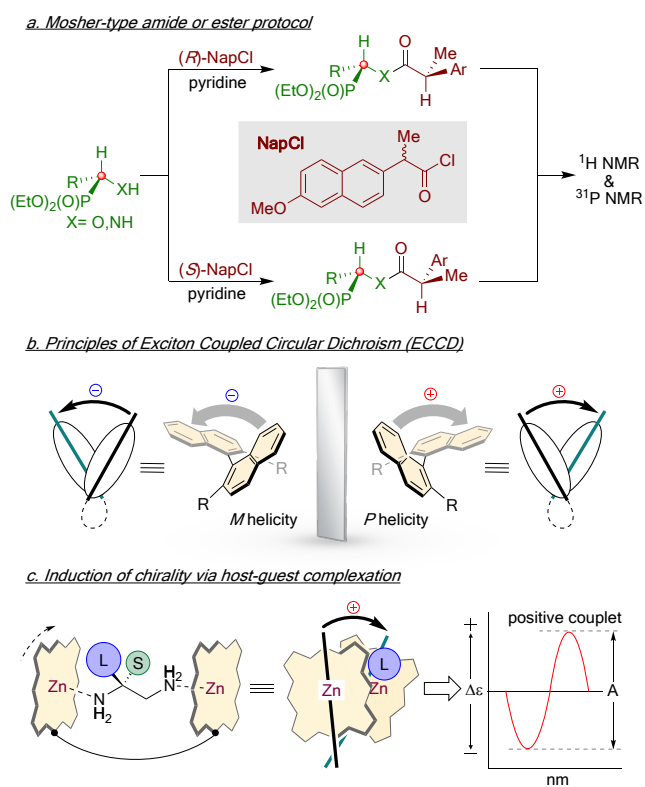 a. Mosher-type amide or ester protocol
(R)-NapCl
pyridine
H
R
X
(EtO)2(O)P
O
Me
Ar
H
H
R
XH
(EtO)2(O)P
X= O,NH
NapCl
Me
Cl
O
MeO
1H NMR
&
31P NMR
(S)-NapCl
pyridine
H
R
X
(EtO)2(O)P
O
Ar
Me
H
b. Principles of Exciton Coupled Circular Dichroism (ECCD)
−
−
+
+
R
R
M helicity
R
R
P helicity
c. Induction of chirality via host-guest complexation
L
S
Zn
NH2
H2N
Zn
+
L
Zn
Zn
+
Δε
−
positive couplet
A
nm